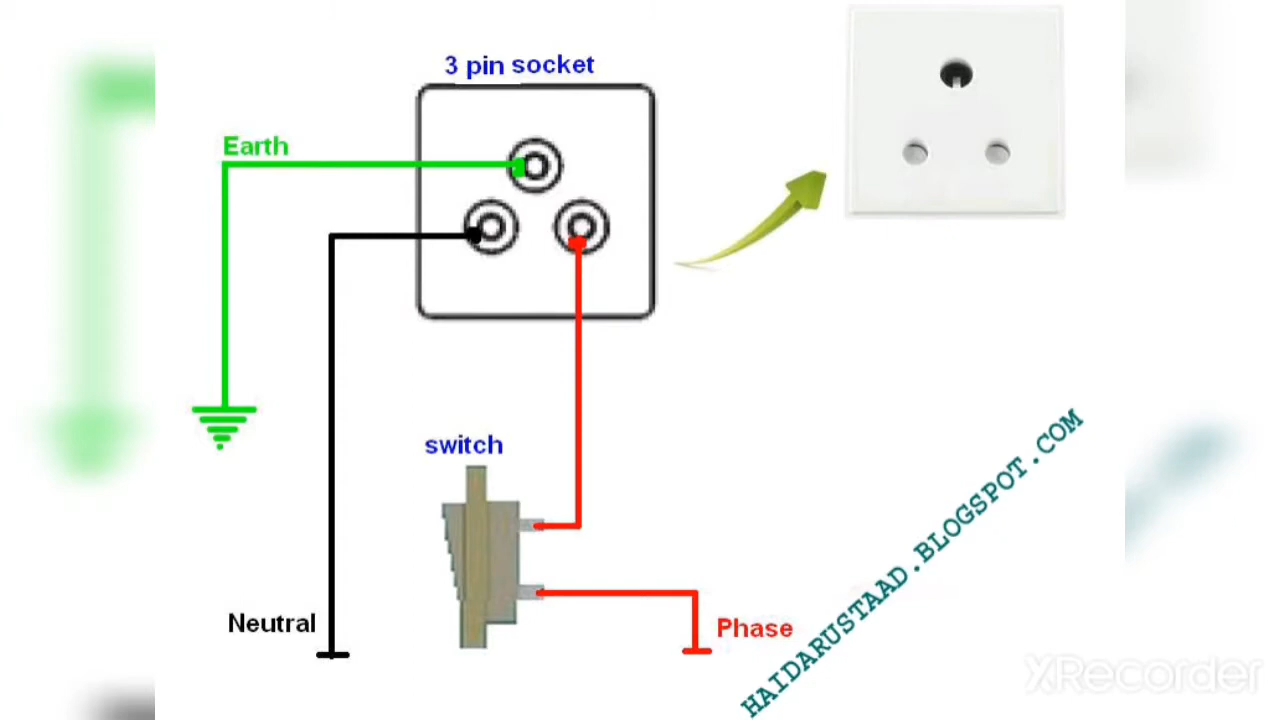 3 pin socket
Earth
switch
Neutral
Phase
HAIDARUSTAAD.BLOGSPOT.COM
XRecorder